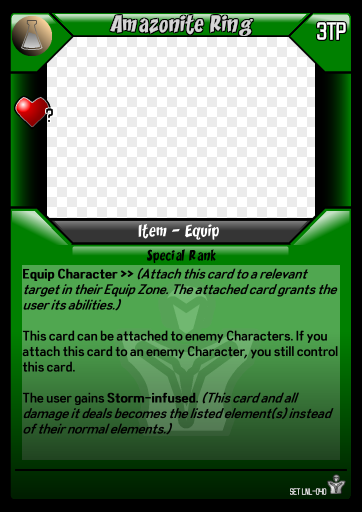 Amazonite Ring
3TP
?
Item - Equip
Special Rank
Equip Character >> (Attach this card to a relevant
target in their Equip Zone. The attached card grants the
user its abilities.)
This card can be attached to enemy Characters. If you
attach this card to an enemy Character, you still control
this card.
The user gains Storm-infused. (This card and all
damage it deals becomes the listed element(s) instead
of their normal elements.)
SET LNL-040